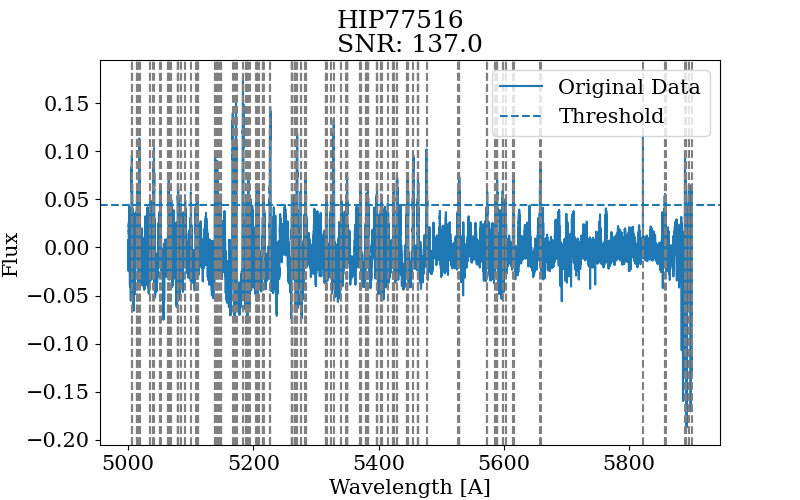 HIP77516
SNR: 137.0
Original Data
Threshold
Flux
0.15
0.10
0.05
0.00
−0.05
−0.10
−0.15
−0.20
5000 5200 5400 5600 5800
Wavelength [A]